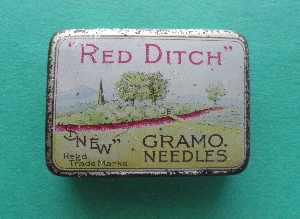 "RED DITCH"
"$NEW"
Regd
Trade Marks
GRAMO.
NEEDLES